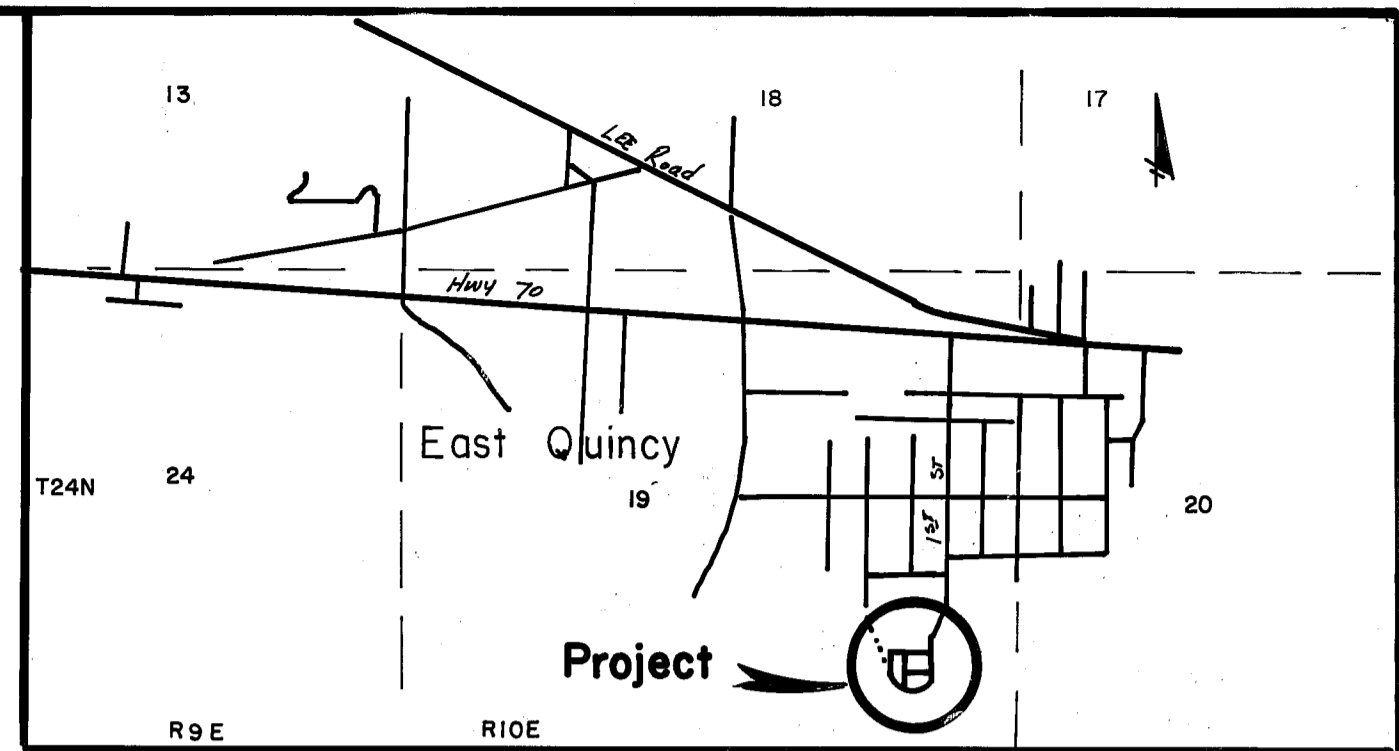 13
18
17
LEE Road
HWY 70
East Quincy
T24N
24
19
1ST ST
20
Project
R9E
R10E